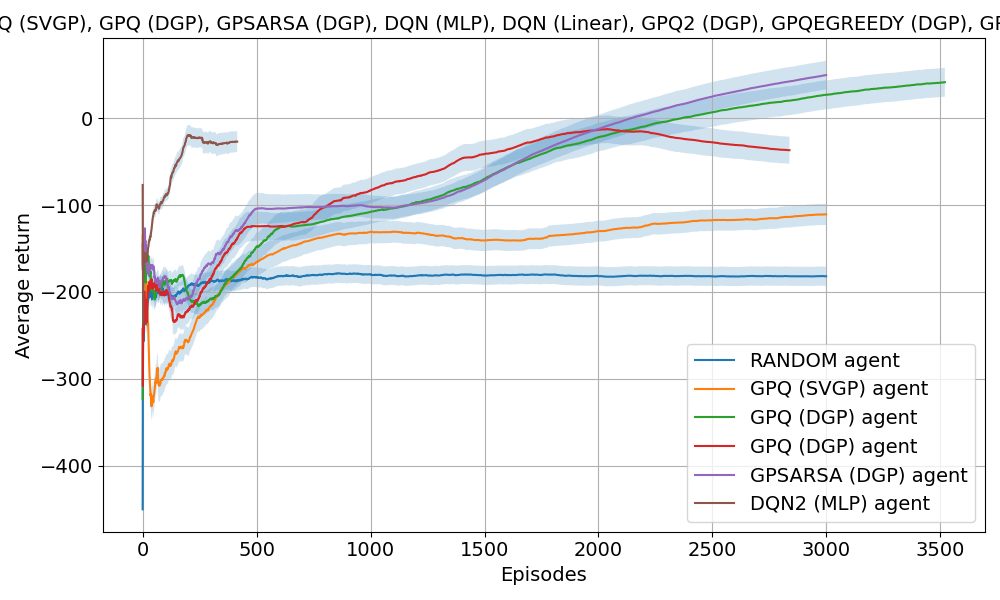 Q (SVGP), GPQ (DGP), GPSARSA (DGP), DQN (MLP), DQN (Linear), GPQ2 (DGP), GPQEGREEDY (DGP), GP
0
−100
−200
−300
−400
Average return
0 500 1000 1500 2000 2500 3000 3500
Episodes
RANDOM agent
GPQ (SVGP) agent
GPQ (DGP) agent
GPQ (DGP) agent
GPSARSA (DGP) agent
DQN2 (MLP) agent